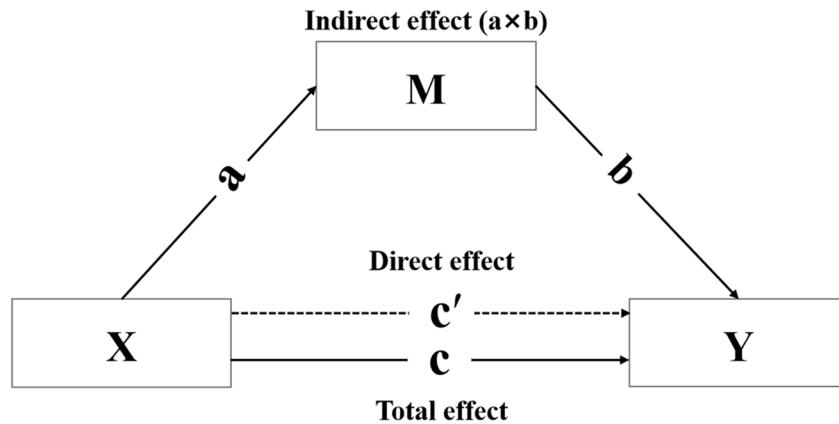 Indirect effect (a×b)
M
a
b
Direct effect
c′
X
Y
c
Total effect